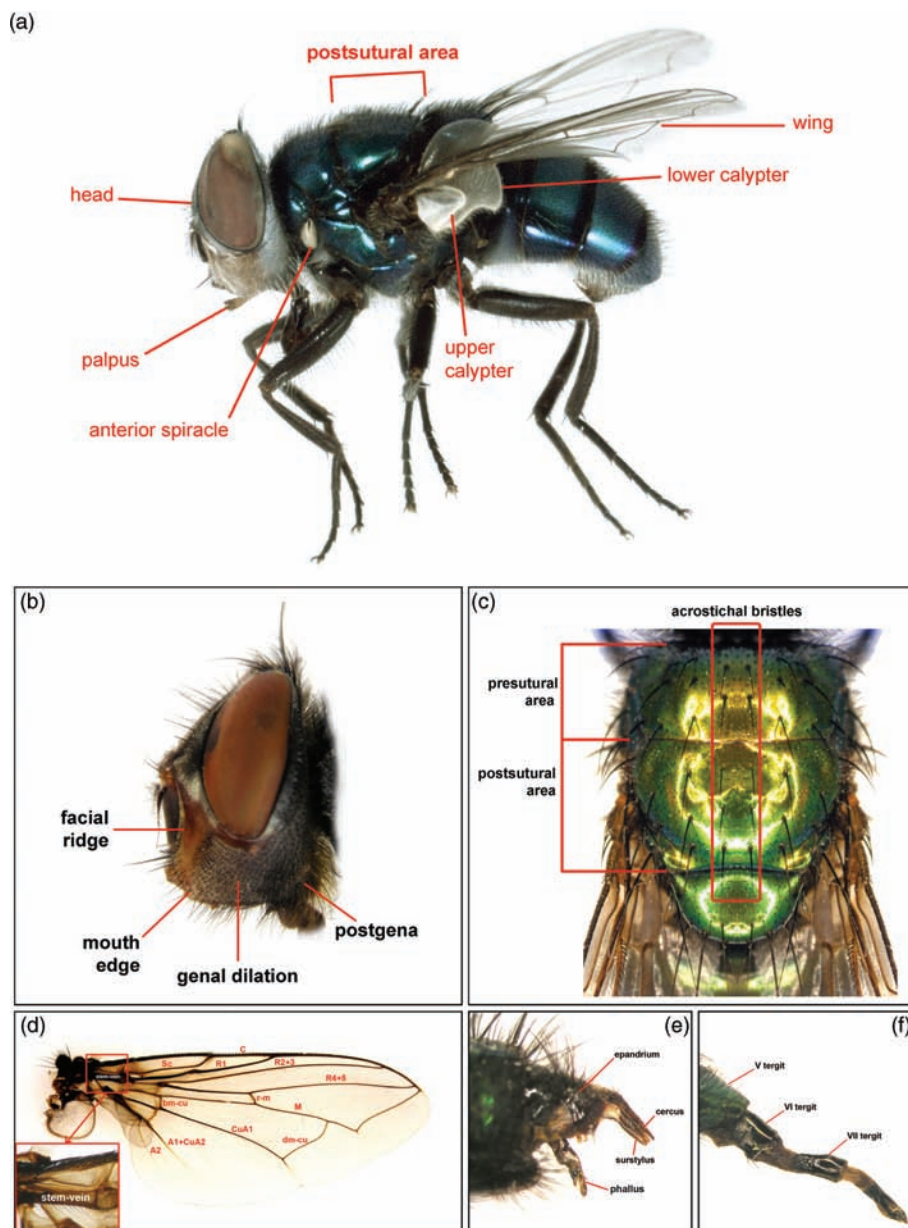 (a)
postsutural area
wing
head
lower calypter
palpus
upper
calypter
anterior spiracle
(b)
facial
ridge
mouth
edge
genal dilation
postgena
(c)
acrostichal bristles
presutural
area
postsutural
area
(d)
C
Sc
R1
R2+3
R4+5
stem-vein
bm-cu
r-m
M
CuA1
dm-cu
A1+CuA2
A2
stem-vein
(e)
epandrium
cercus
surstylus
phallus
(f)
V tergit
VI tergit
VII tergit